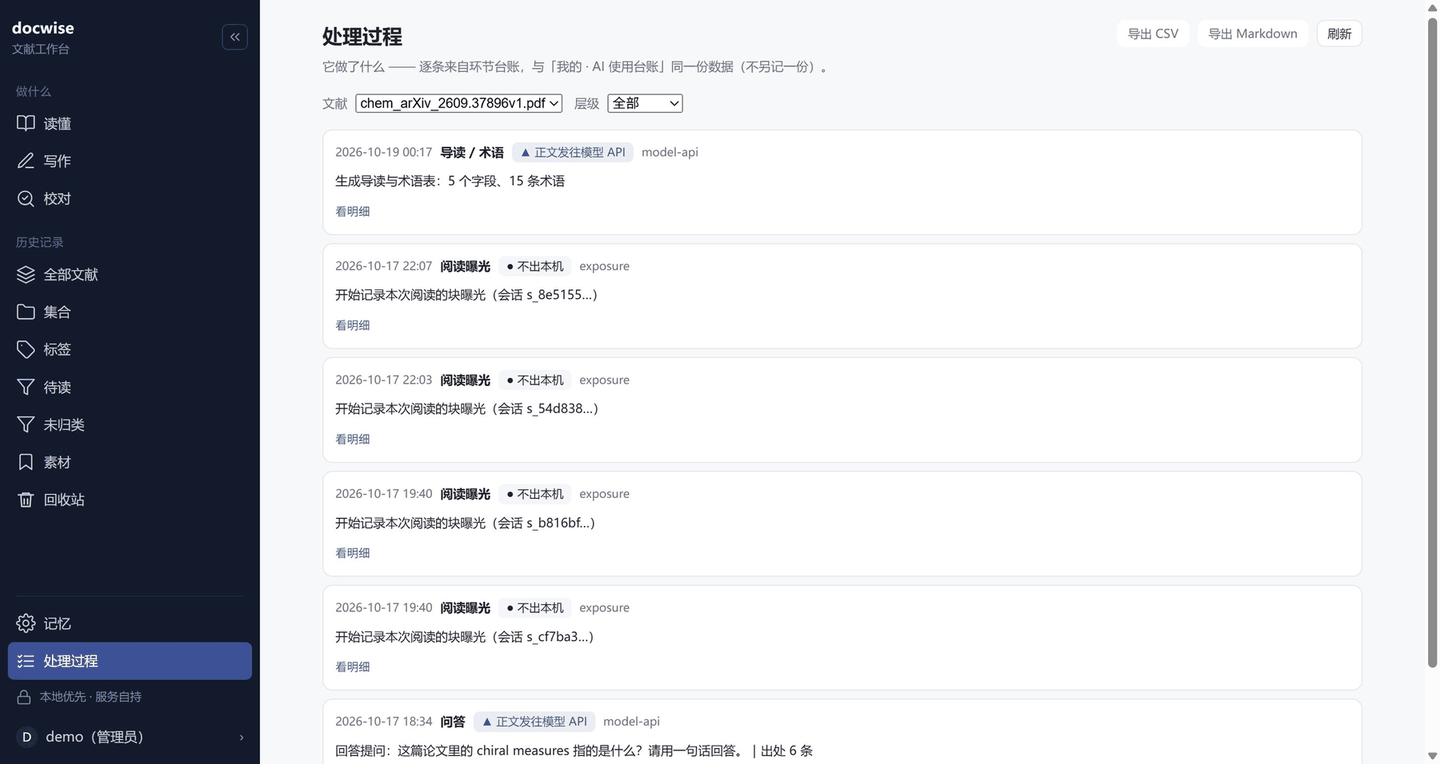 docwise
文献工作台
做什么
读懂
写作
校对
历史记录
全部文献
集合
标签
待读
未归类
素材
回收站
记忆
处理过程
本地优先 · 服务自持
D demo（管理员） ›
处理过程
导出 CSV 导出 Markdown 刷新
它做了什么 —— 逐条来自环节台账，与「我的 · AI 使用台账」同一份数据（不另记一份）。
文献 chem_arXiv_2609.37896v1.pdf 层级 全部
2026-10-19 00:17 导读 / 术语 ▲ 正文发往模型 API model-api
生成导读与术语表：5 个字段、15 条术语
看明细
2026-10-17 22:07 阅读曝光 ● 不出本机 exposure
开始记录本次阅读的块曝光（会话 s_8e5155…）
看明细
2026-10-17 22:03 阅读曝光 ● 不出本机 exposure
开始记录本次阅读的块曝光（会话 s_54d838…）
看明细
2026-10-17 19:40 阅读曝光 ● 不出本机 exposure
开始记录本次阅读的块曝光（会话 s_b816bf…）
看明细
2026-10-17 19:40 阅读曝光 ● 不出本机 exposure
开始记录本次阅读的块曝光（会话 s_cf7ba3…）
看明细
2026-10-17 18:34 问答 ▲ 正文发往模型 API model-api
回答提问：这篇论文里的 chiral measures 指的是什么？请用一句话回答。 | 出处 6 条